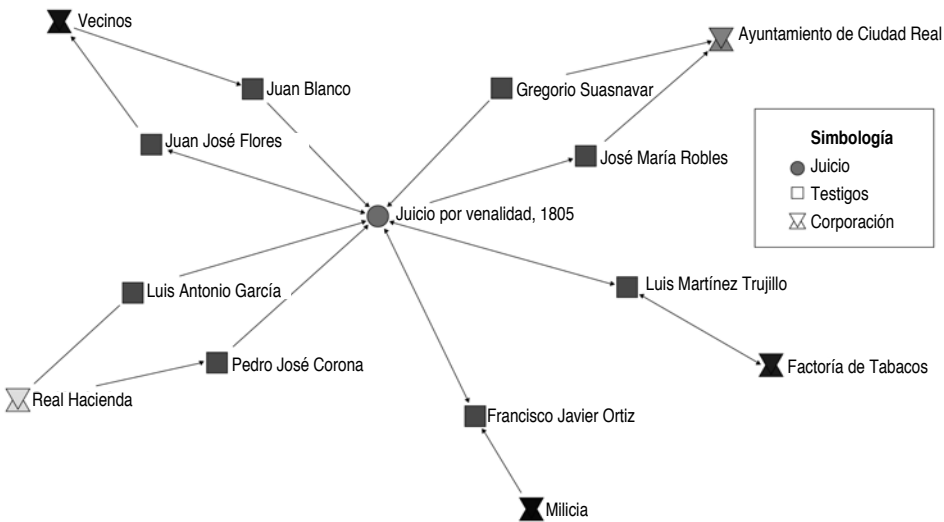 Vecinos
Ayuntamiento de Ciudad Real
Juan Blanco
Gregorio Suasnavar
Juan José Flores
José María Robles
Simbología
Juicio
Testigos
Corporación
Juicio por venalidad, 1805
Luis Antonio García
Luis Martínez Trujillo
Pedro José Corona
Factoría de Tabacos
Real Hacienda
Francisco Javier Ortiz
Milicia